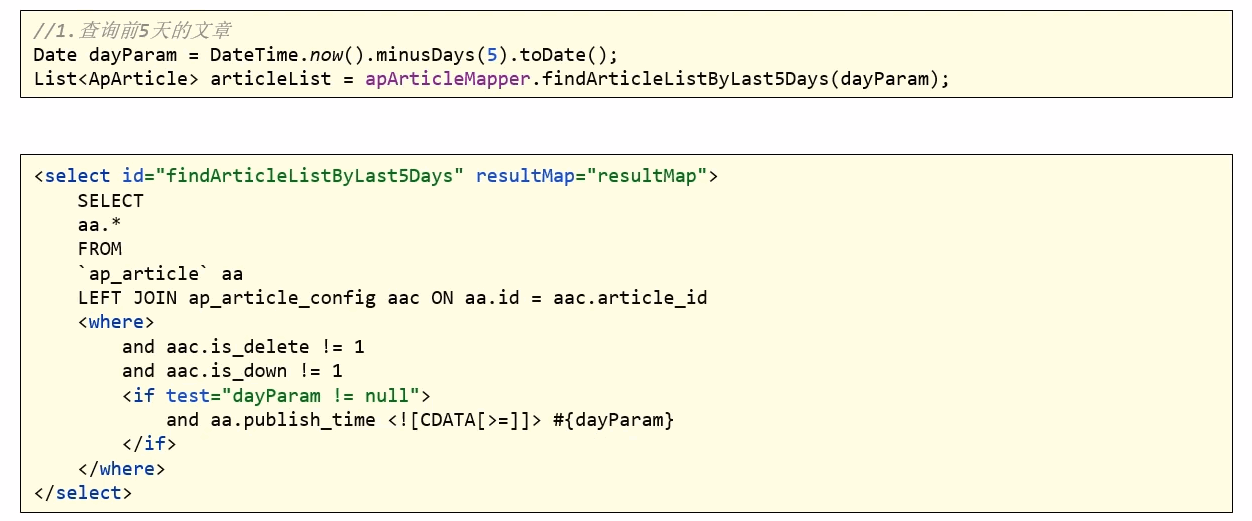 //1.查询前5天的文章
Date dayParam = DateTime.now().minusDays(5).toDate();
List<ApArticle> articleList = apArticleMapper.findArticleListByLast5Days(dayParam);
<select id="findArticleListByLast5Days" resultMap="resultMap">
    SELECT
    aa.*
    FROM
    `ap_article` aa
    LEFT JOIN ap_article_config aac ON aa.id = aac.article_id
    <where>
        and aac.is_delete != 1
        and aac.is_down != 1
        <if test="dayParam != null">
            and aa.publish_time <![CDATA[>=]]> #{dayParam}
        </if>
    </where>
</select>